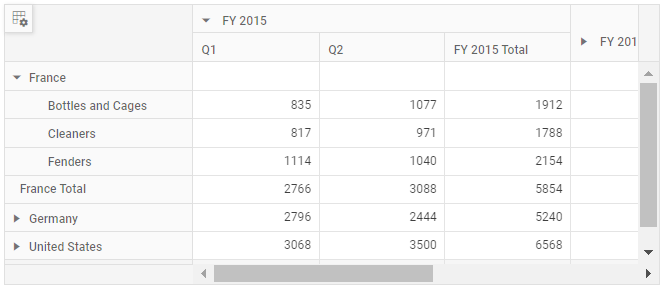 FY 2015
Q1 Q2 FY 2015 Total FY 201
France
Bottles and Cages 835 1077 1912
Cleaners 817 971 1788
Fenders 1114 1040 2154
France Total 2766 3088 5854
Germany 2796 2444 5240
United States 3068 3500 6568